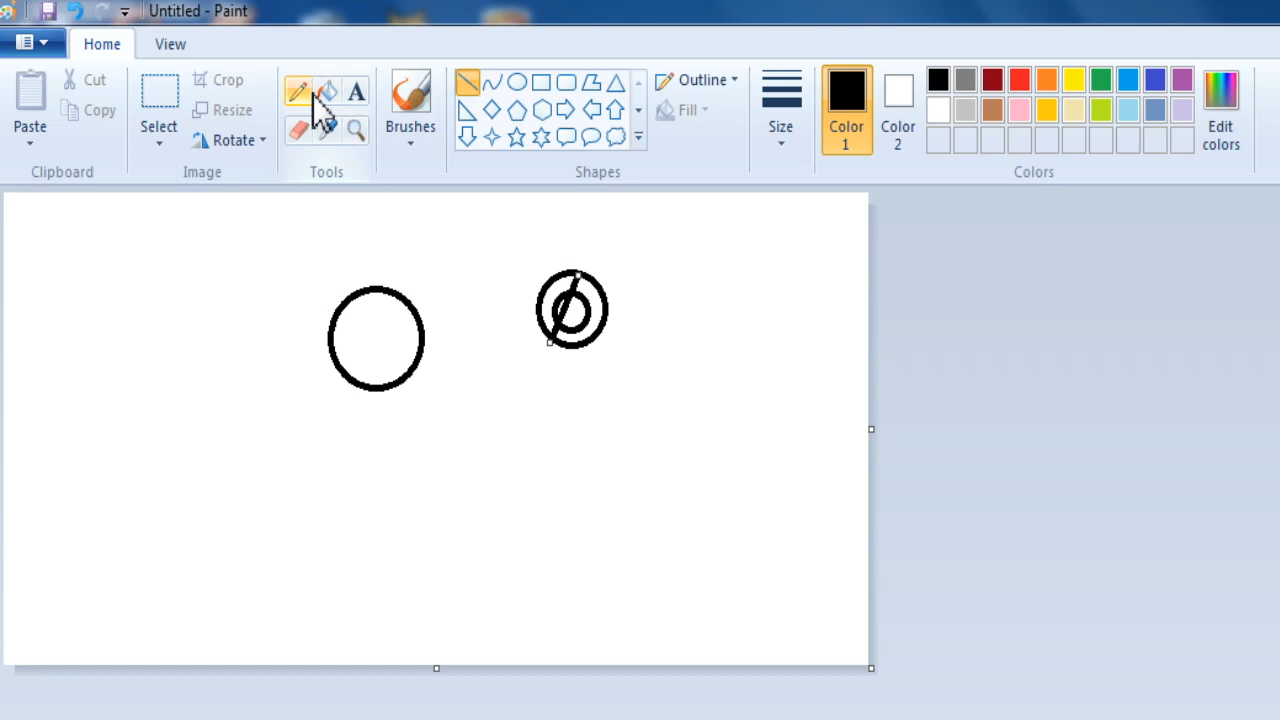 Untitled - Paint
Home View
Paste
Cut
Copy
Clipboard
Select
Crop
Resize
Rotate
Image
A
Tools
Brushes
Outline
Fill
Shapes
Size
Color 1
Color 2
Edit colors
Colors